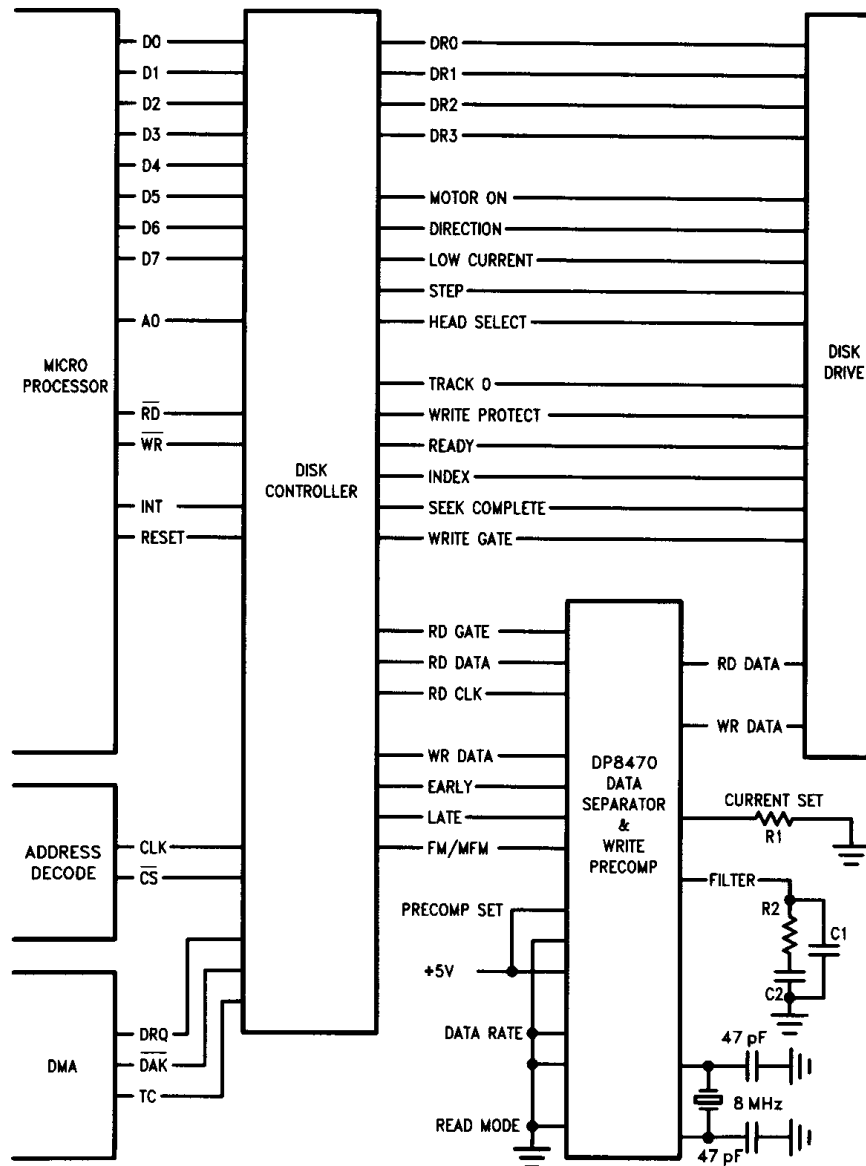 D0
D1
D2
D3
D4
D5
D6
D7
A0
MICRO
PROCESSOR
RD
WR
INT
RESET
DISK
CONTROLLER
DR0
DR1
DR2
DR3
MOTOR ON
DIRECTION
LOW CURRENT
STEP
HEAD SELECT
TRACK 0
WRITE PROTECT
READY
INDEX
SEEK COMPLETE
WRITE GATE
DISK
DRIVE
RD GATE
RD DATA
RD CLK
WR DATA
EARLY
LATE
FM/MFM
DP8470
DATA
SEPARATOR
&
WRITE
PRECOMP
RD DATA
WR DATA
CURRENT SET
R1
FILTER
R2
C1
C2
ADDRESS
DECODE
CLK
CS
PRECOMP SET
+5V
DATA RATE
READ MODE
DMA
DRQ
DAK
TC
47 pF
8 MHz
47 pF